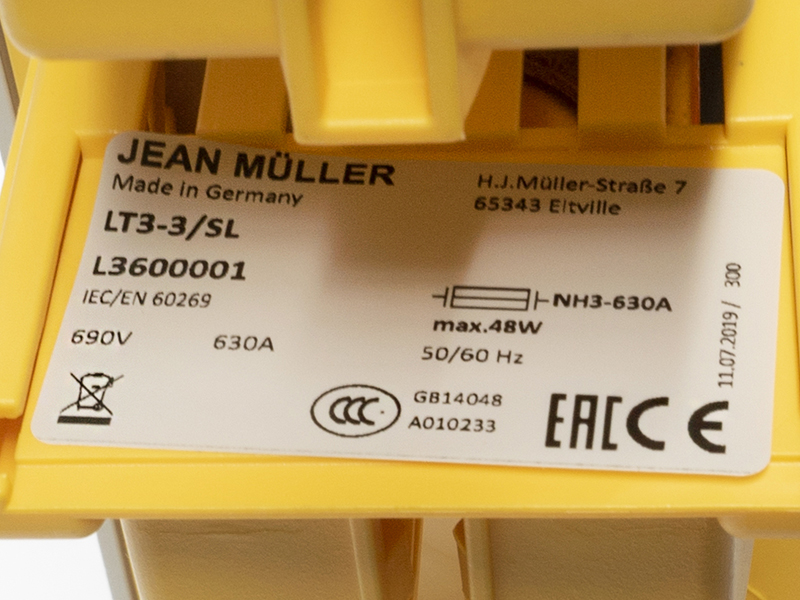 JEAN MÜLLER
Made in Germany
H.J.Müller-Straße 7
65343 Eltville
LT3-3/SL
L3600001
IEC/EN 60269
690V 630A
NH3-630A
max.48W
50/60 Hz
11.07.2019 / 300
CCC
GB14048
A010233
EAC CE